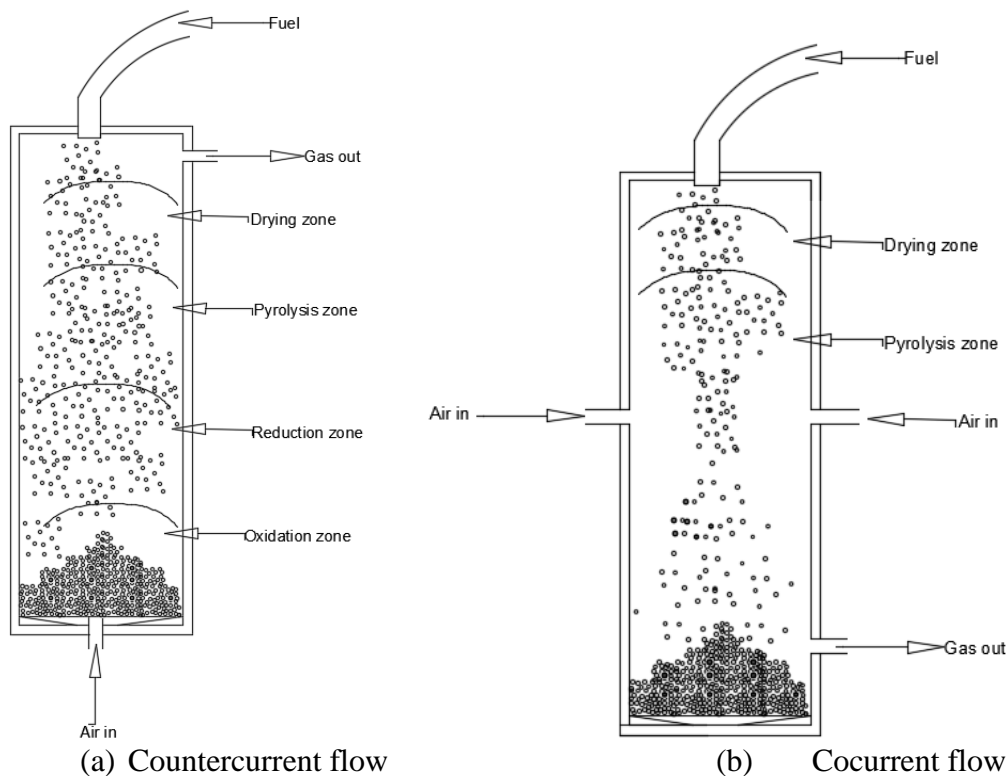 Fuel
Gas out
Drying zone
Pyrolysis zone
Reduction zone
Oxidation zone
Air in
(a) Countercurrent flow
Fuel
Drying zone
Pyrolysis zone
Air in
Air in
Gas out
(b) Cocurrent flow